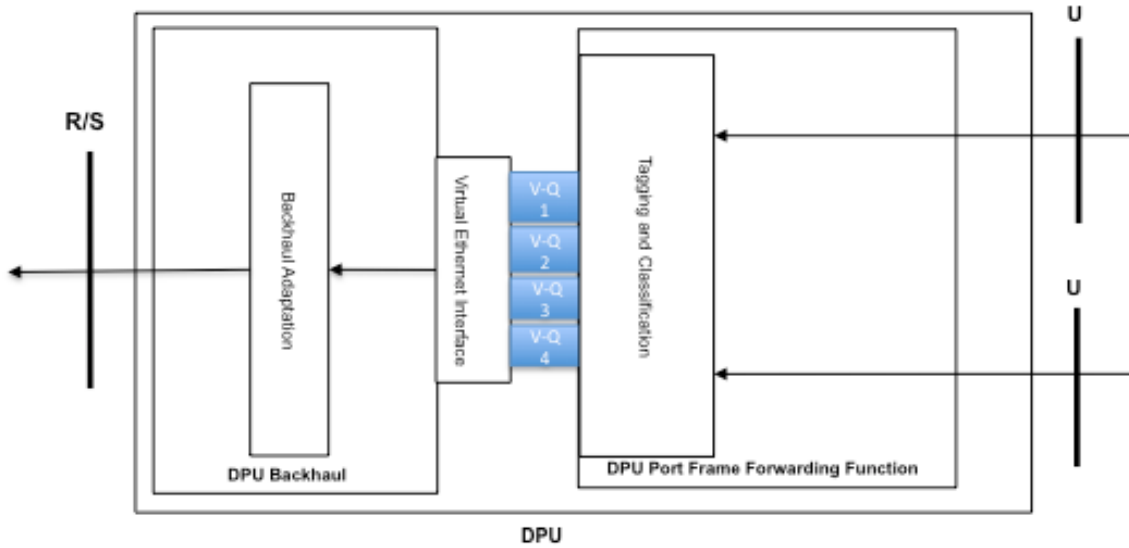 U
R/S
Backhaul Adaptation
Virtual Ethernet Interface
V-Q
1
V-Q
2
V-Q
3
V-Q
4
Tagging and Classification
U
DPU Backhaul
DPU Port Frame Forwarding Function
DPU